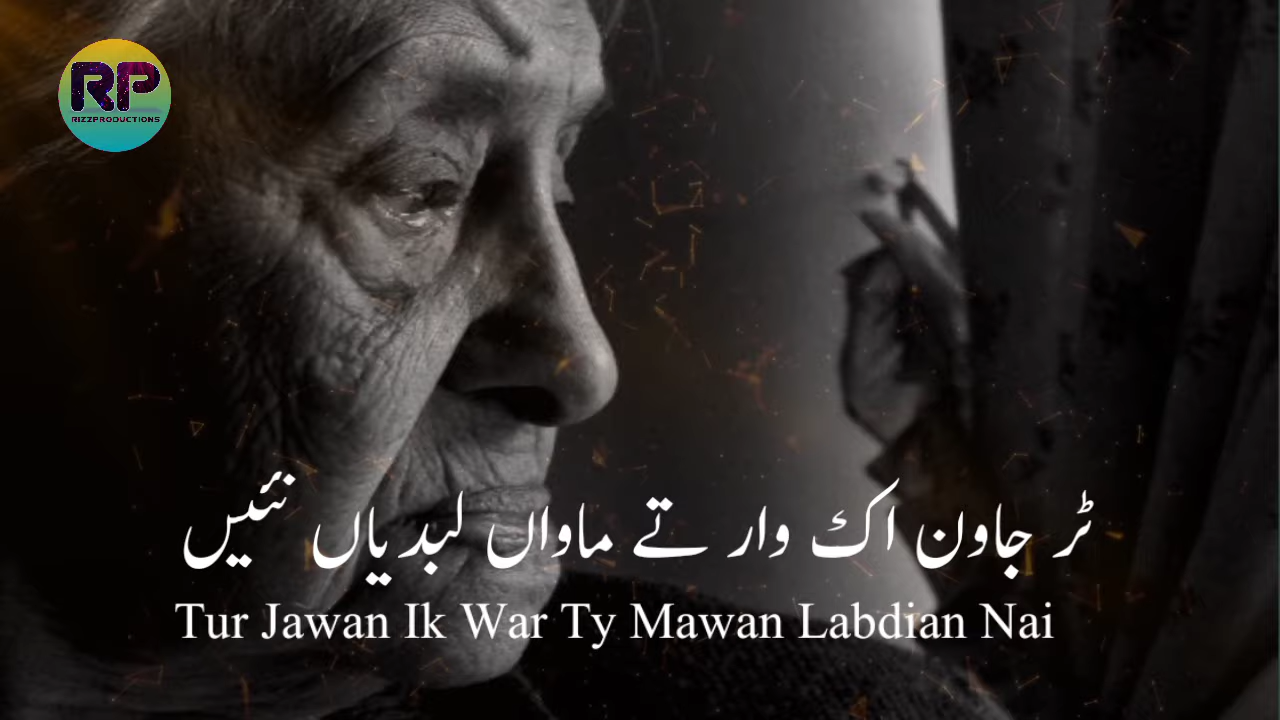 RP
RIZZPRODUCTIONS
ٹر جاون اک وار تے ماواں لبدیاں نئیں
Tur Jawan Ik War Ty Mawan Labdian Nai